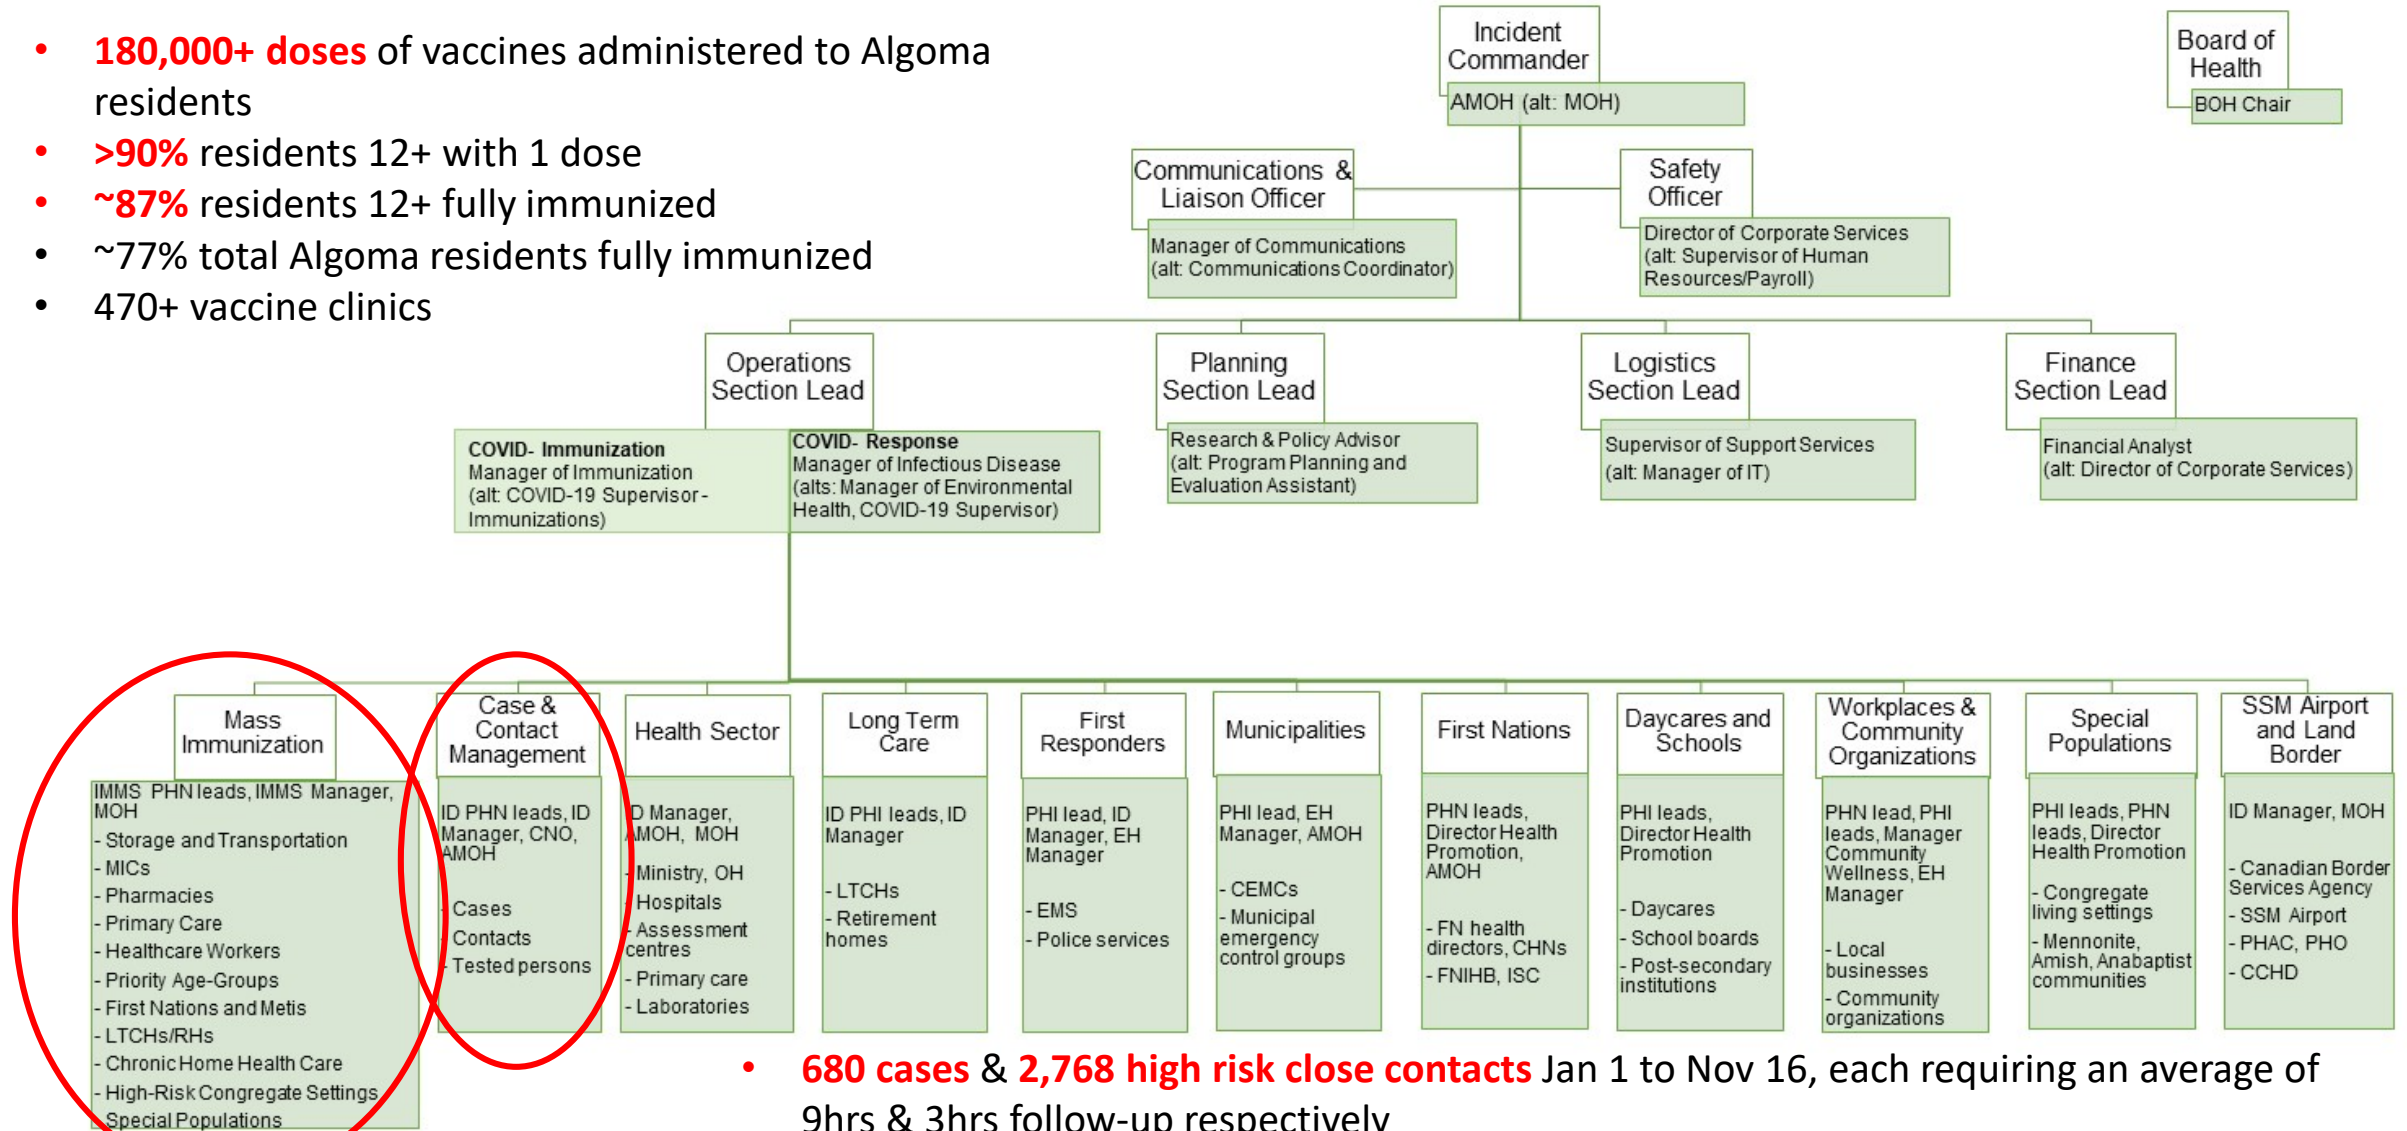 • 180,000+ doses of vaccines administered to Algoma
residents
• >90% residents 12+ with 1 dose
• ~87% residents 12+ fully immunized
• ~77% total Algoma residents fully immunized
• 470+ vaccine clinics
Incident
Commander
AMOH (alt: MOH)
Board of
Health
BOH Chair
Communications &
Liaison Officer
Manager of Communications
(alt: Communications Coordinator)
Safety
Officer
Director of Corporate Services
(alt: Supervisor of Human
Resources/Payroll)
Operations
Section Lead
COVID- Immunization
Manager of Immunization
(alt: COVID-19 Supervisor -
Immunizations)
COVID- Response
Manager of Infectious Disease
(alts: Manager of Environmental
Health, COVID-19 Supervisor)
Planning
Section Lead
Research & Policy Advisor
(alt: Program Planning and
Evaluation Assistant)
Logistics
Section Lead
Supervisor of Support Services
(alt: Manager of IT)
Finance
Section Lead
Financial Analyst
(alt: Director of Corporate Services)
Mass
Immunization
IMMS PHN leads, IMMS Manager,
MOH
- Storage and Transportation
- MICs
- Pharmacies
- Primary Care
- Healthcare Workers
- Priority Age-Groups
- First Nations and Metis
- LTCHs/RHs
- Chronic Home Health Care
- High-Risk Congregate Settings
- Special Populations
Case &
Contact
Management
ID PHN leads, ID
Manager, CNO,
AMOH
- Cases
- Contacts
- Tested persons
Health Sector
ID Manager,
AMOH, MOH
- Ministry, OH
- Hospitals
- Assessment
centres
- Primary care
- Laboratories
Long Term
Care
ID PHI leads, ID
Manager
- LTCHs
- Retirement
homes
First
Responders
PHI lead, ID
Manager, EH
Manager
- EMS
- Police services
Municipalities
PHI lead, EH
Manager, AMOH
- CEMCs
- Municipal
emergency
control groups
First Nations
PHN leads,
Director Health
Promotion,
AMOH
- FN health
directors, CHNs
- FNIHB, ISC
Daycares and
Schools
PHI leads,
Director Health
Promotion
- Daycares
- School boards
- Post-secondary
institutions
Workplaces &
Community
Organizations
PHN lead, PHI
leads, Manager
Community
Wellness, EH
Manager
- Local
businesses
- Community
organizations
Special
Populations
PHI leads, PHN
leads, Director
Health Promotion
- Congregate
living settings
- Mennonite,
Amish, Anabaptist
communities
SSM Airport
and Land
Border
ID Manager, MOH
- Canadian Border
Services Agency
- SSM Airport
- PHAC, PHO
- CCHD
• 680 cases & 2,768 high risk close contacts Jan 1 to Nov 16, each requiring an average of
9hrs & 3hrs follow-up respectively